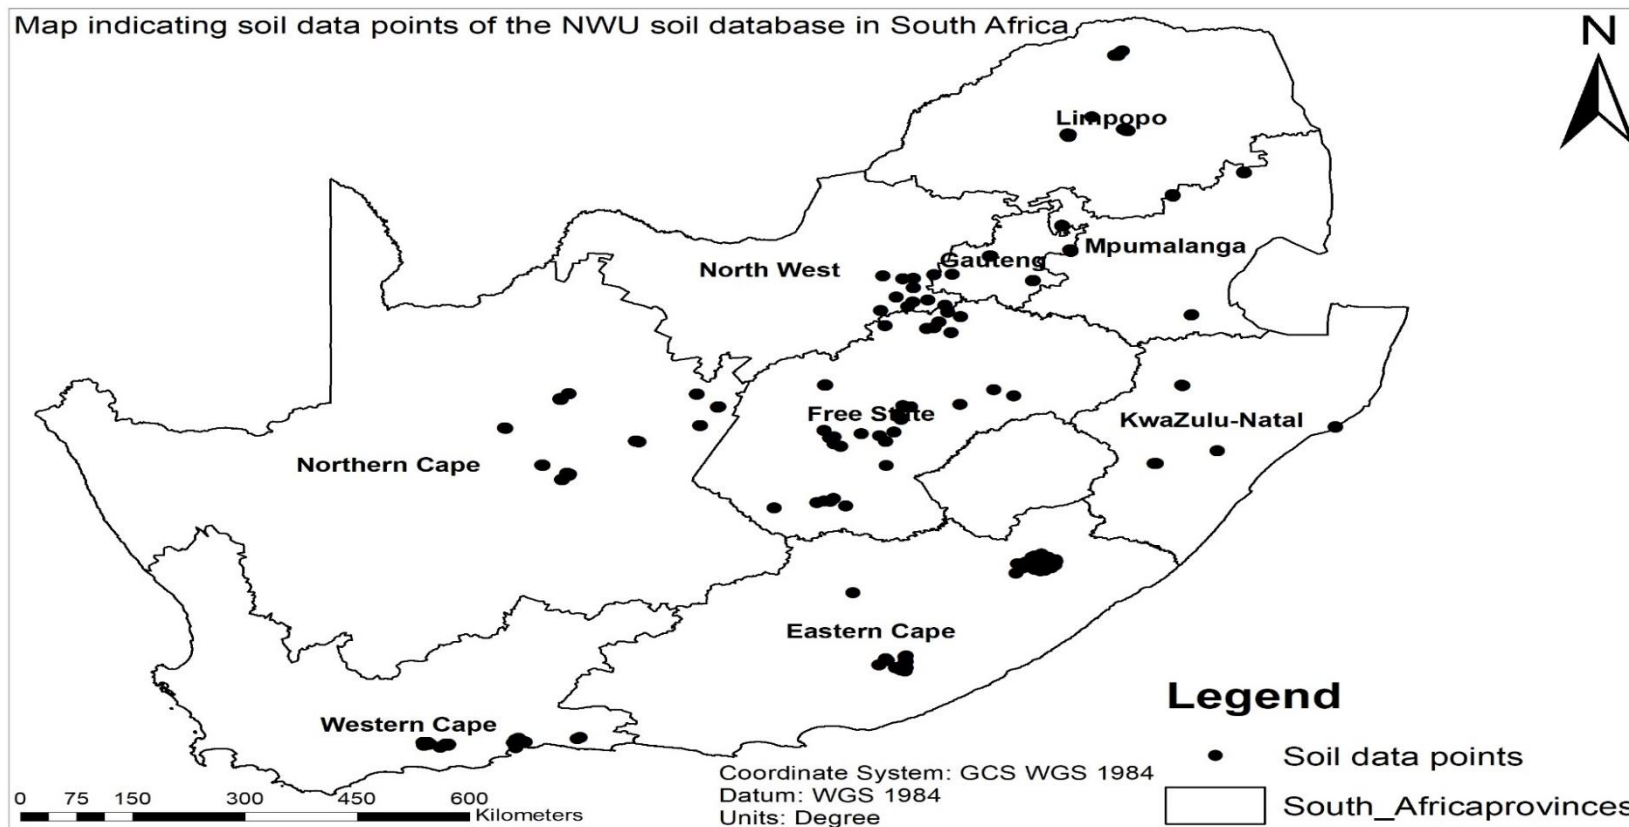 Map indicating soil data points of the NWU soil database in South Africa
N
Limpopo
Mpumalanga
Gauteng
North West
Free State
KwaZulu-Natal
Northern Cape
Eastern Cape
Western Cape
Legend
Soil data points
South_Africaprovinces
Coordinate System: GCS WGS 1984
Datum: WGS 1984
Units: Degree
0 75 150 300 450 600
Kilometers